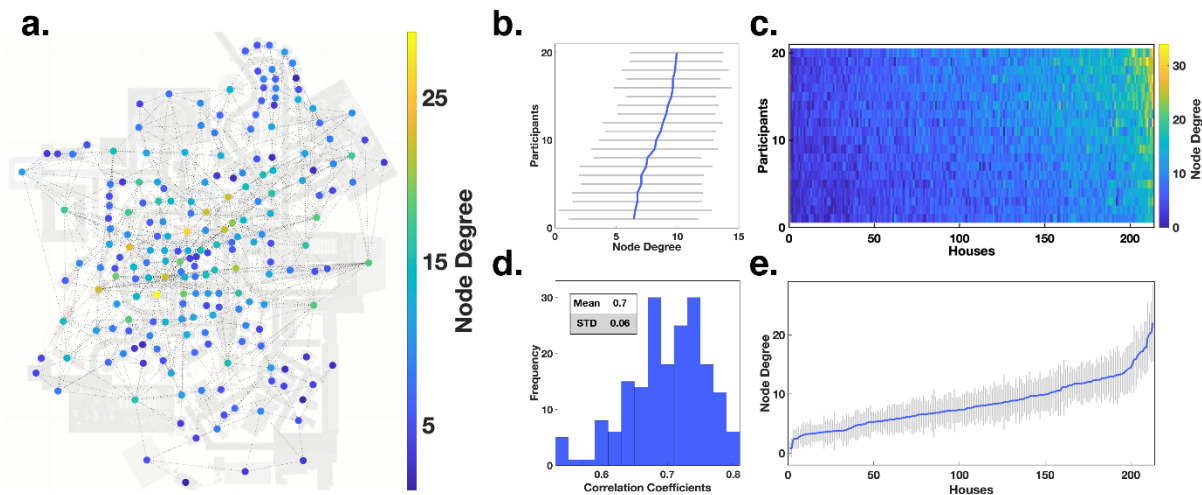 a.
25
15
5
Node Degree
b.
20
10
0
Participants
0
5
10
15
Node Degree
c.
20
10
0
Participants
0
50
100
150
200
Houses
30
20
10
0
Node Degree
d.
30
20
10
0
Frequency
Mean 0.7
STD 0.06
0.6
0.7
0.8
Correlation Coefficients
e.
20
10
0
Node Degree
0
50
100
150
200
Houses